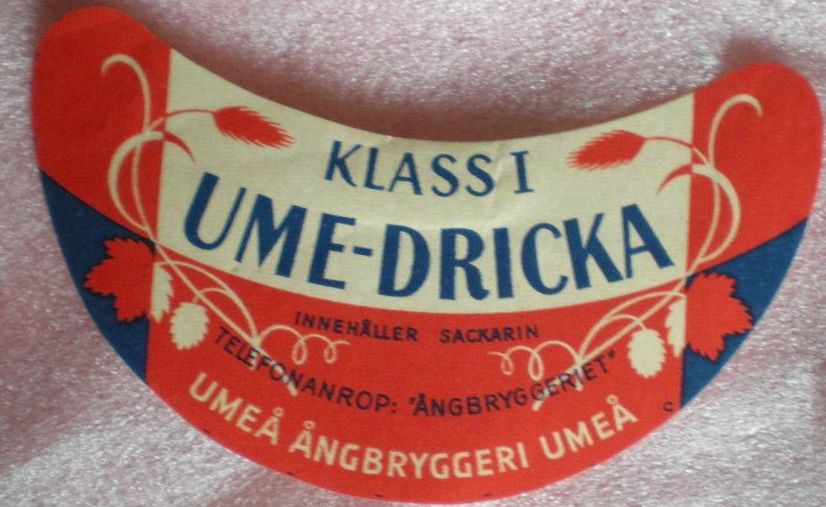 KLASS I
UME-DRICKA
INNEHÅLLER SACKARIN
TELEFONANROP: "ÅNGBRYGGERIET"
UMEÅ ÅNGBRYGGERI UMEÅ
C